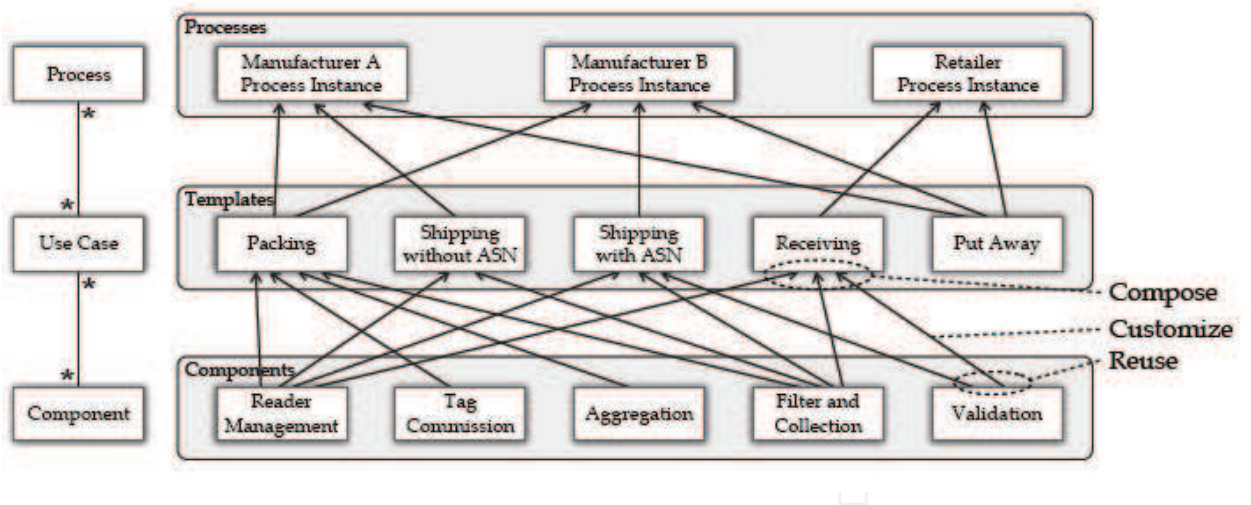 Processes
Process
Manufacturer A
Process Instance
Manufacturer B
Process Instance
Retailer
Process Instance
*
*
Templates
Use Case
Packing
Shipping
without ASN
Shipping
with ASN
Receiving
Put Away
*
Compose
Customize
Reuse
*
Components
Component
Reader
Management
Tag
Commission
Aggregation
Filter and
Collection
Validation